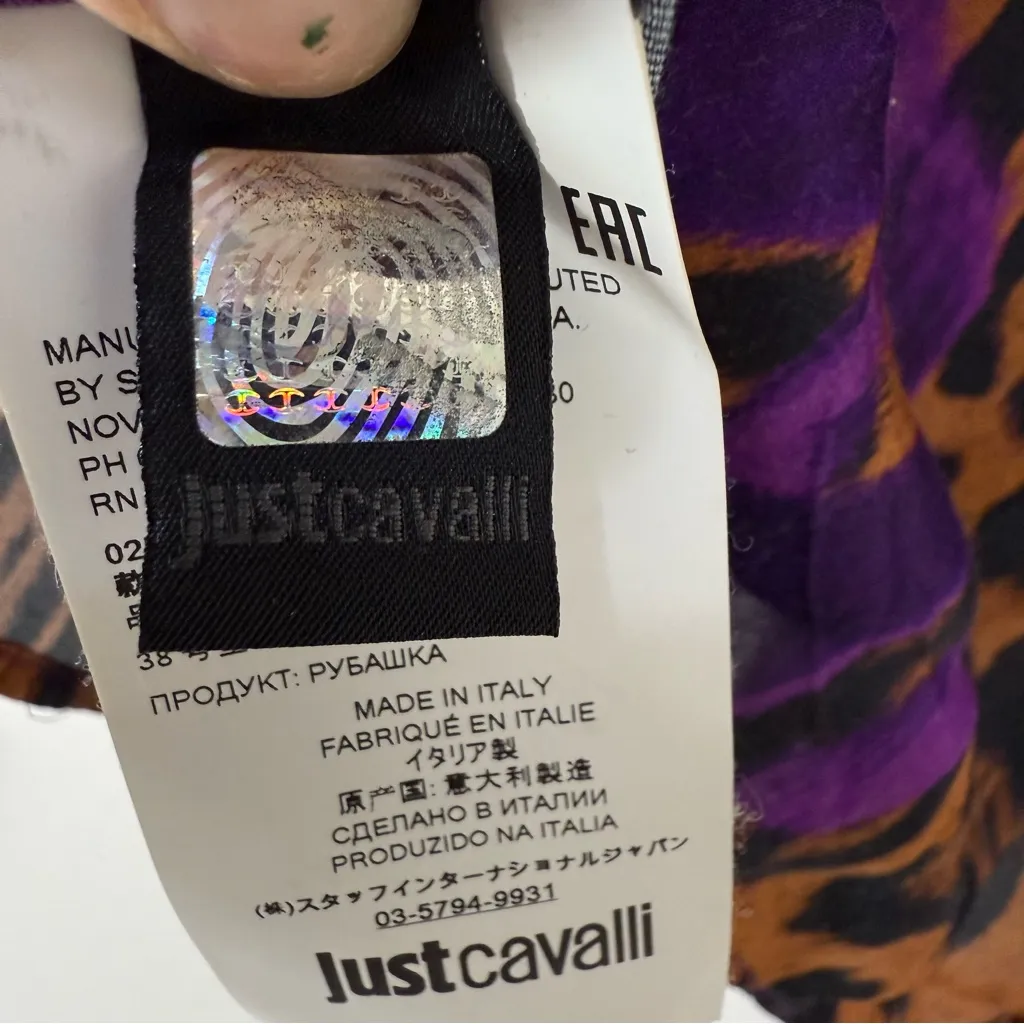 EAC
UTED
MANU
A.
BY S
NOV
PH
RN
justcavalli
02
38
ПРОДУКТ: РУБАШКА
MADE IN ITALY
FABRIQUÉ EN ITALIE
イタリア製
原产国: 意大利製造
СДЕЛАНО В ИТАЛИИ
PRODUZIDO NA ITALIA
(株)スタッフインターナショナルジャパン
03-5794-9931
justcavalli